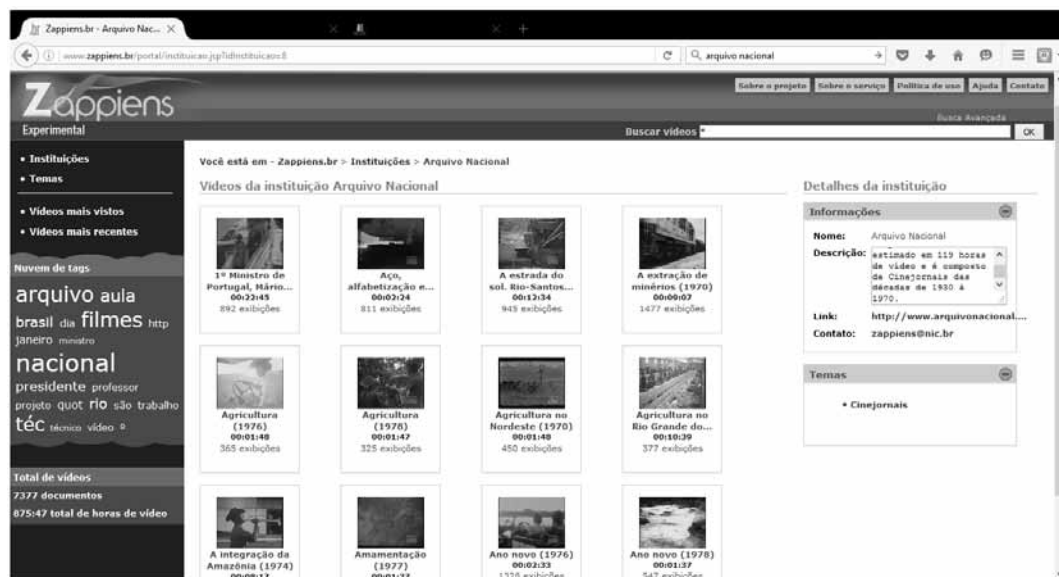 Zappiens.br - Arquivo Nac...
www.zappiens.br/portal/instituicao.jsp?idInstituicao=8
arquivo nacional
Zappiens
Experimental
Sobre o projeto
Sobre o serviço
Política de uso
Ajuda
Contato
Busca Avançada
Buscar vídeos *
OK
• Instituições
• Temas
• Vídeos mais vistos
• Vídeos mais recentes
Nuvem de tags
arquivo aula
brasil dia filmes http
janeiro ministro
nacional
presidente professor
projeto quot rio são trabalho
téc técnico vídeo º
Total de vídeos
7377 documentos
875:47 total de horas de vídeo
Você está em - Zappiens.br > Instituições > Arquivo Nacional
Vídeos da instituição Arquivo Nacional
1º Ministro de
Portugal, Mário...
00:22:45
892 exibições
Aço,
alfabetização e...
00:02:24
811 exibições
A estrada do
sol. Rio-Santos...
00:12:34
945 exibições
A extração de
minérios (1970)
00:09:07
1477 exibições
Agricultura
(1976)
00:01:48
365 exibições
Agricultura
(1978)
00:01:47
325 exibições
Agricultura no
Nordeste (1970)
00:01:48
450 exibições
Agricultura no
Rio Grande do...
00:10:39
377 exibições
A integração da
Amazônia (1974)
00:08:17
Amamentação
(1977)
00:01:33
Ano novo (1976)
00:02:33
1328 exibições
Ano novo (1978)
00:01:37
547 exibições
Detalhes da instituição
Informações
Nome: Arquivo Nacional
Descrição: estimado em 119 horas
de vídeo e é composto
de Cinejornais das
décadas de 1930 à
1970.
Link: http://www.arquivonacional....
Contato: zappiens@nic.br
Temas
• Cinejornais